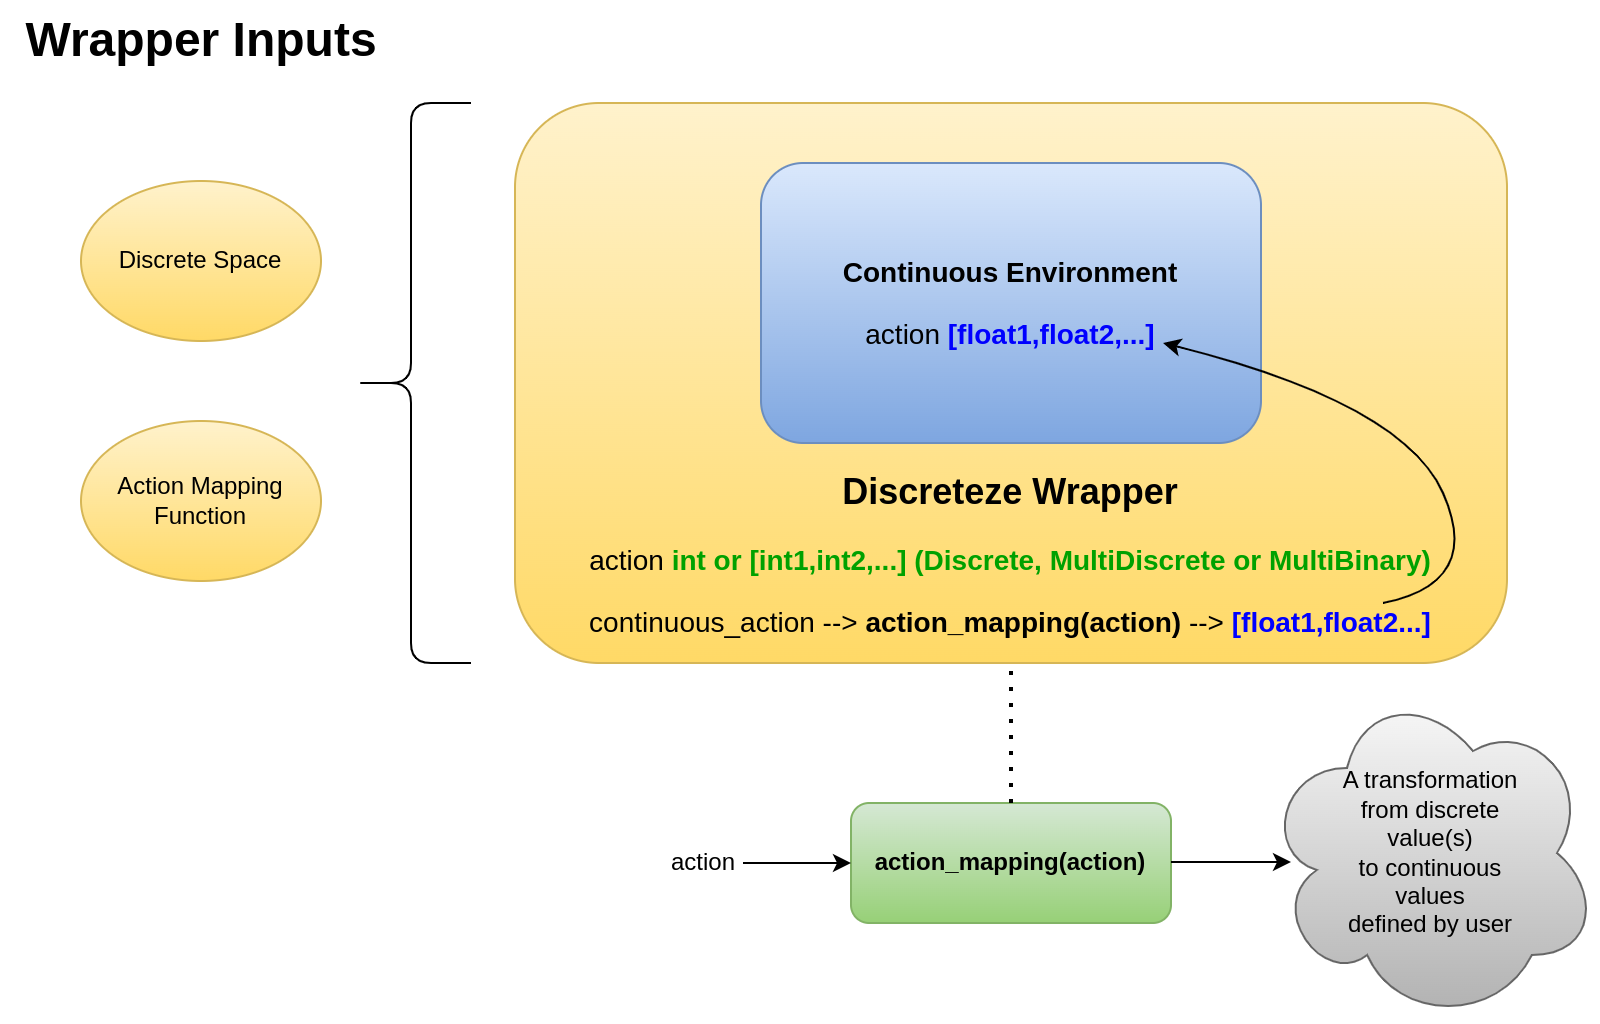 Wrapper Inputs
Discrete Space
Action Mapping
Function
Continuous Environment
action [float1,float2,...]
Discreteze Wrapper
action int or [int1,int2,...] (Discrete, MultiDiscrete or MultiBinary)
continuous_action --> action_mapping(action) --> [float1,float2...]
action
action_mapping(action)
A transformation
from discrete
value(s)
to continuous
values
defined by user